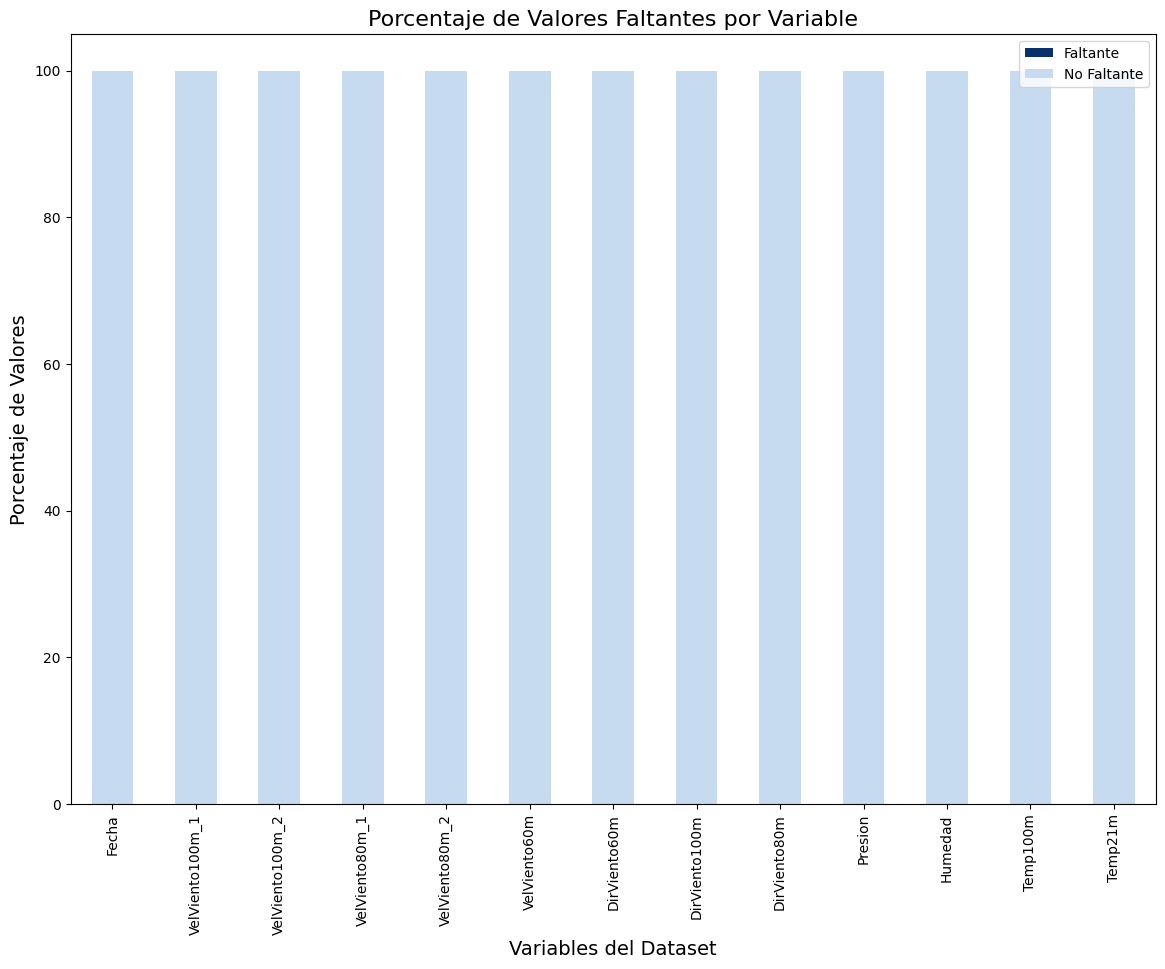 Porcentaje de Valores Faltantes por Variable
Faltante
No Faltante
Porcentaje de Valores
100
80
60
40
20
0
Fecha
VelViento100m_1
VelViento100m_2
VelViento80m_1
VelViento80m_2
VelViento60m
DirViento60m
DirViento100m
DirViento80m
Presion
Humedad
Temp100m
Temp21m
Variables del Dataset